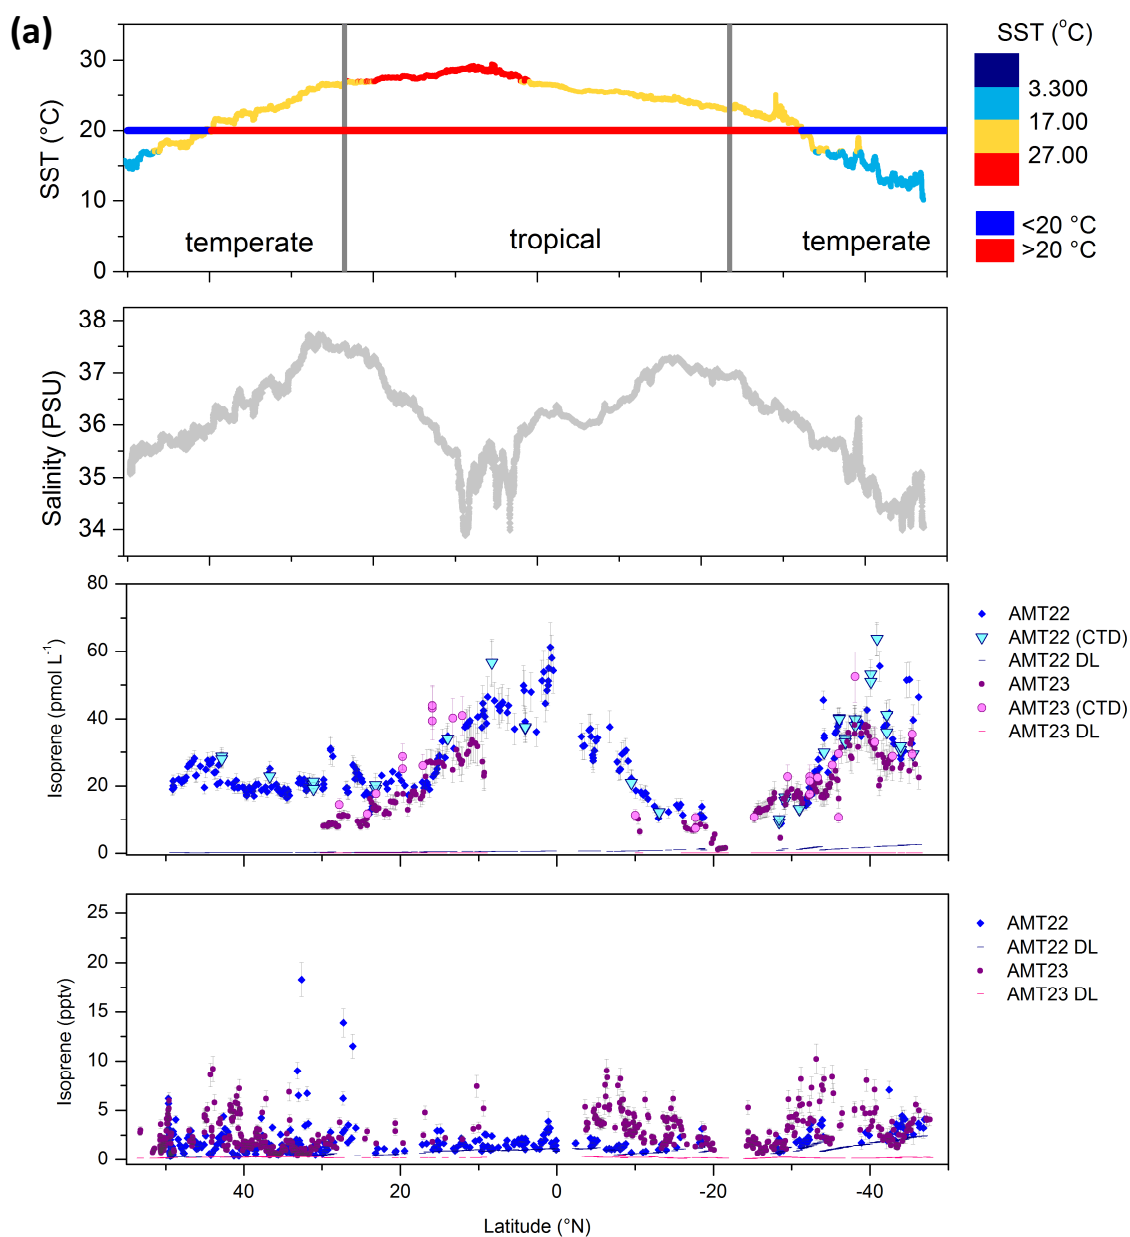 (a)
SST (°C)
30
20
10
0
temperate
tropical
temperate
SST (°C)
3.300
17.00
27.00
<20 °C
>20 °C
Salinity (PSU)
38
37
36
35
34
Isoprene (pmol L-1)
80
60
40
20
0
AMT22
AMT22 (CTD)
AMT22 DL
AMT23
AMT23 (CTD)
AMT23 DL
Isoprene (pptv)
25
20
15
10
5
0
AMT22
AMT22 DL
AMT23
AMT23 DL
40
20
0
-20
-40
Latitude (°N)